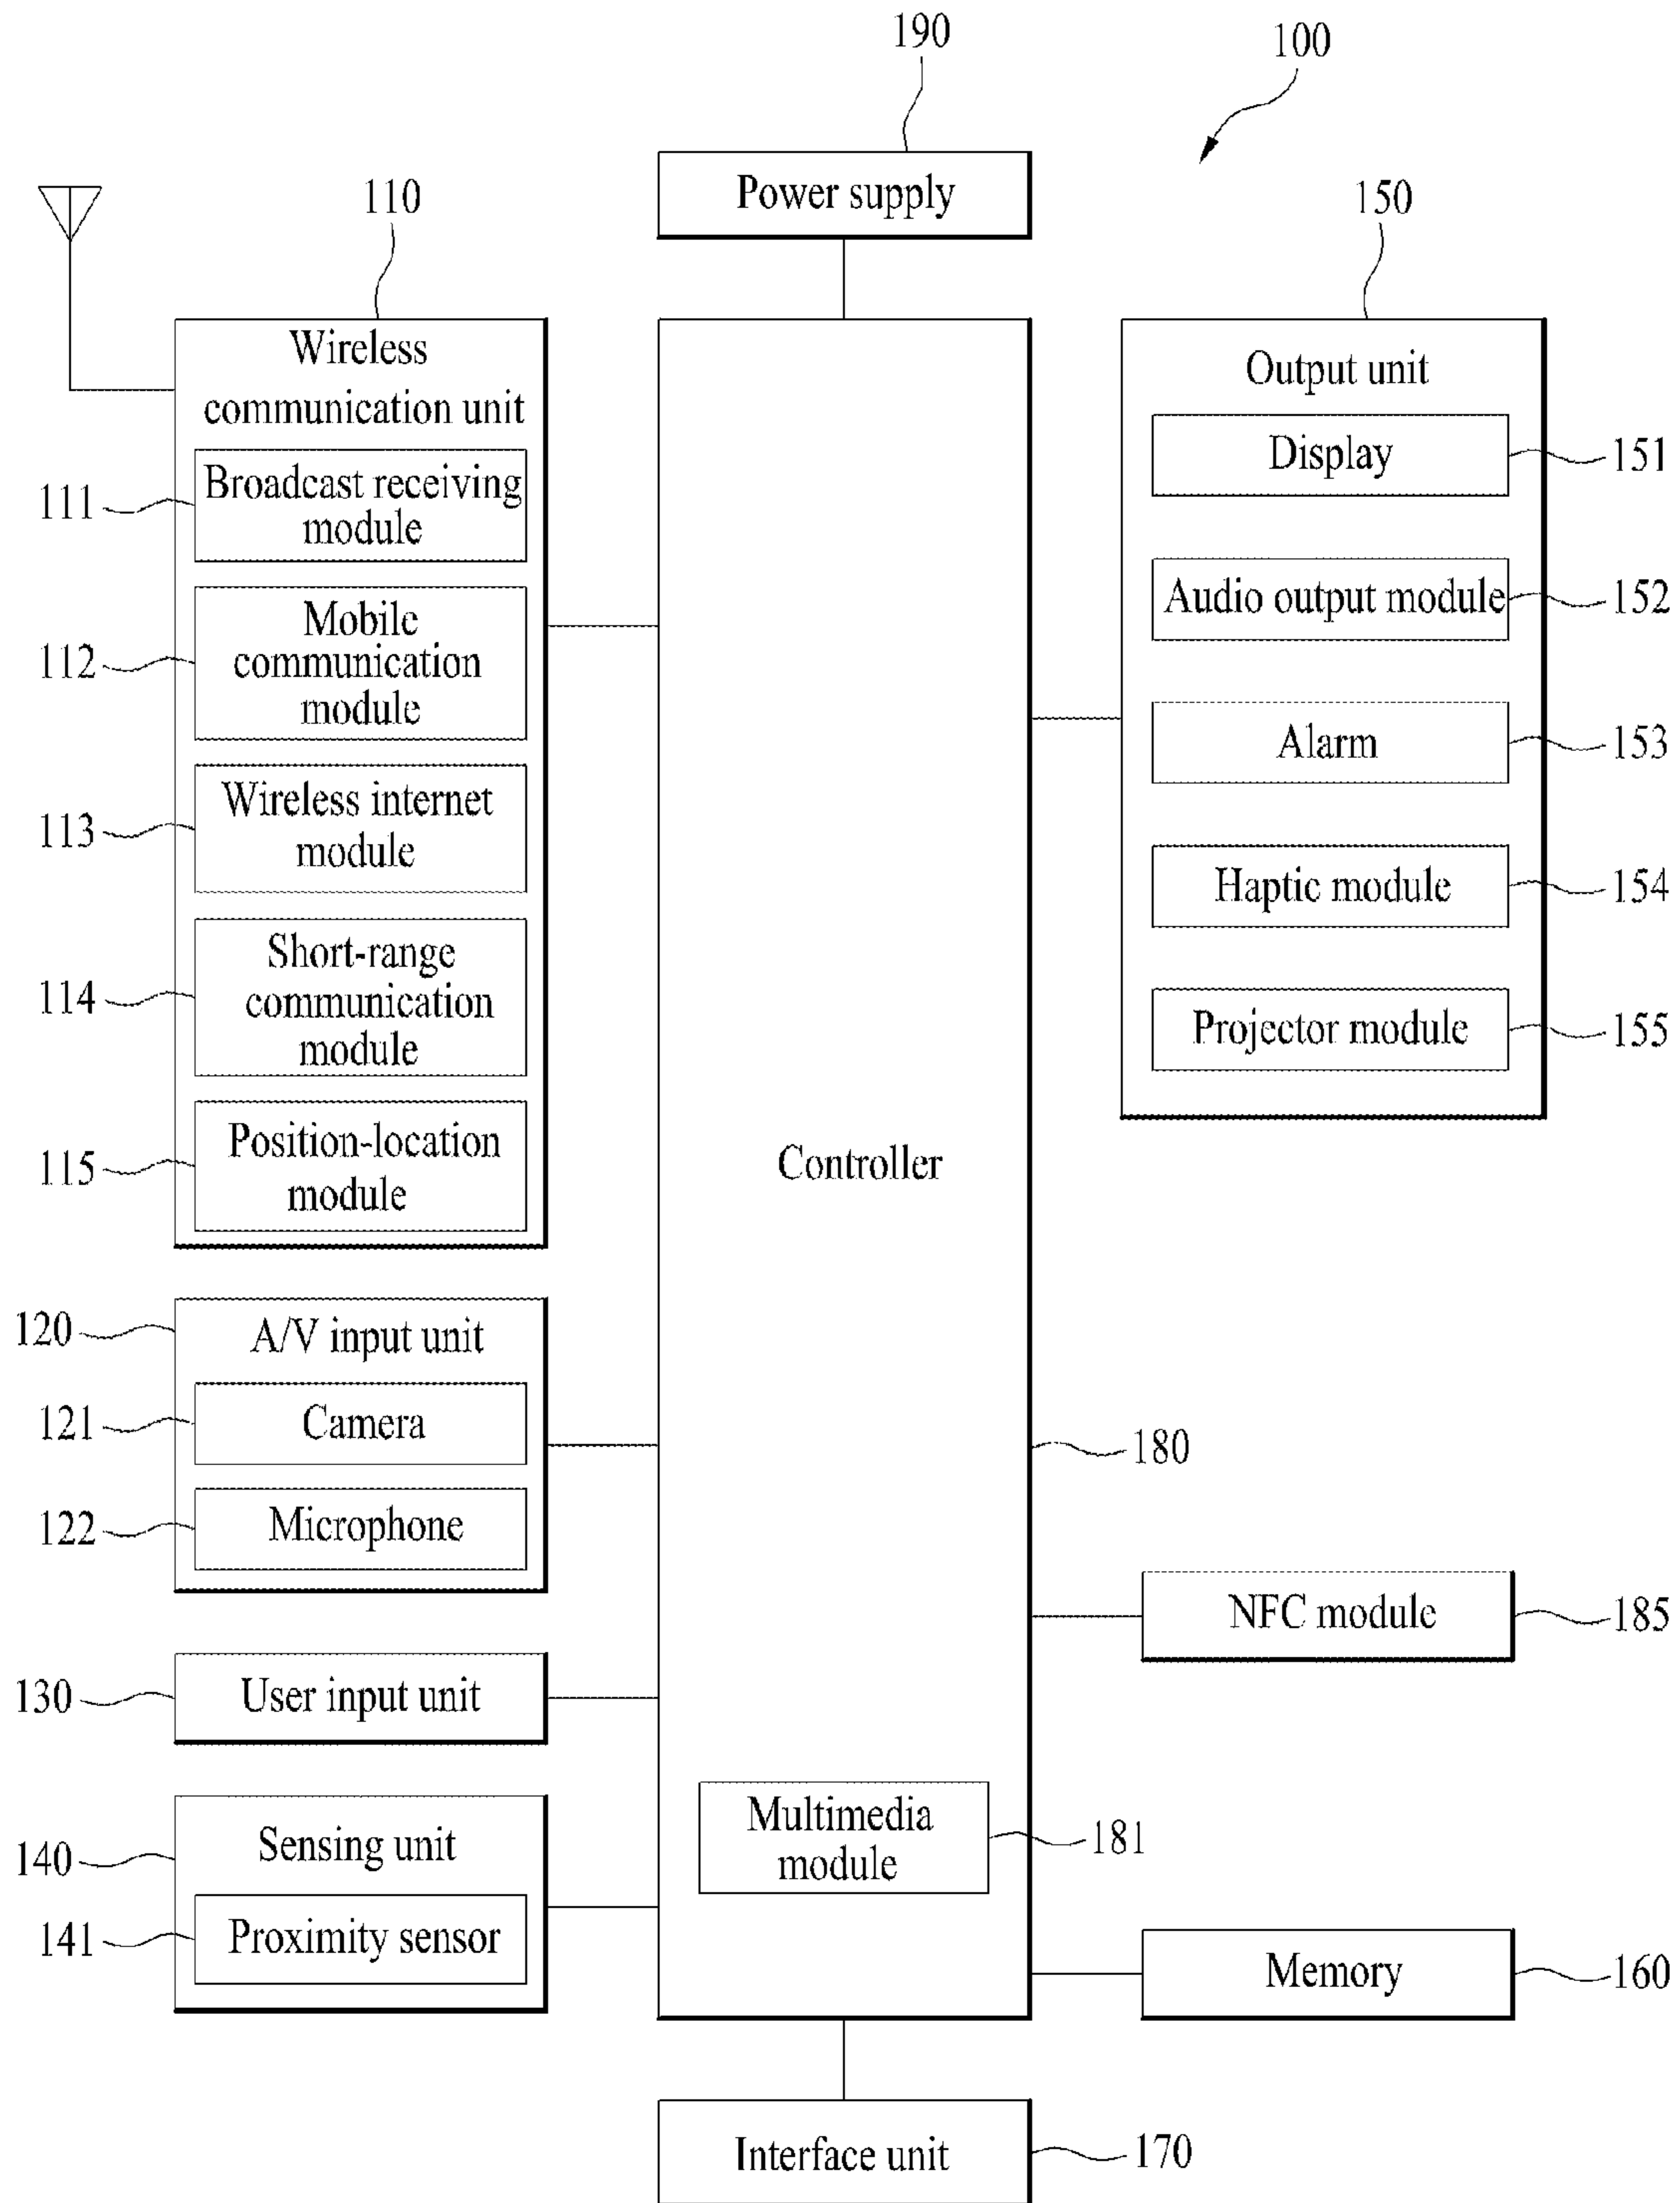 190
100
Power supply
110
150
Wireless
communication unit
Output unit
111
Broadcast receiving
module
Display
151
112
Mobile
communication
module
Audio output module
152
113
Wireless internet
module
Alarm
153
114
Short-range
communication
module
Haptic module
154
Projector module
155
115
Position-location
module
Controller
120
A/V input unit
121
Camera
180
122
Microphone
NFC module
185
130
User input unit
Multimedia
module
181
140
Sensing unit
141
Proximity sensor
Memory
160
Interface unit
170